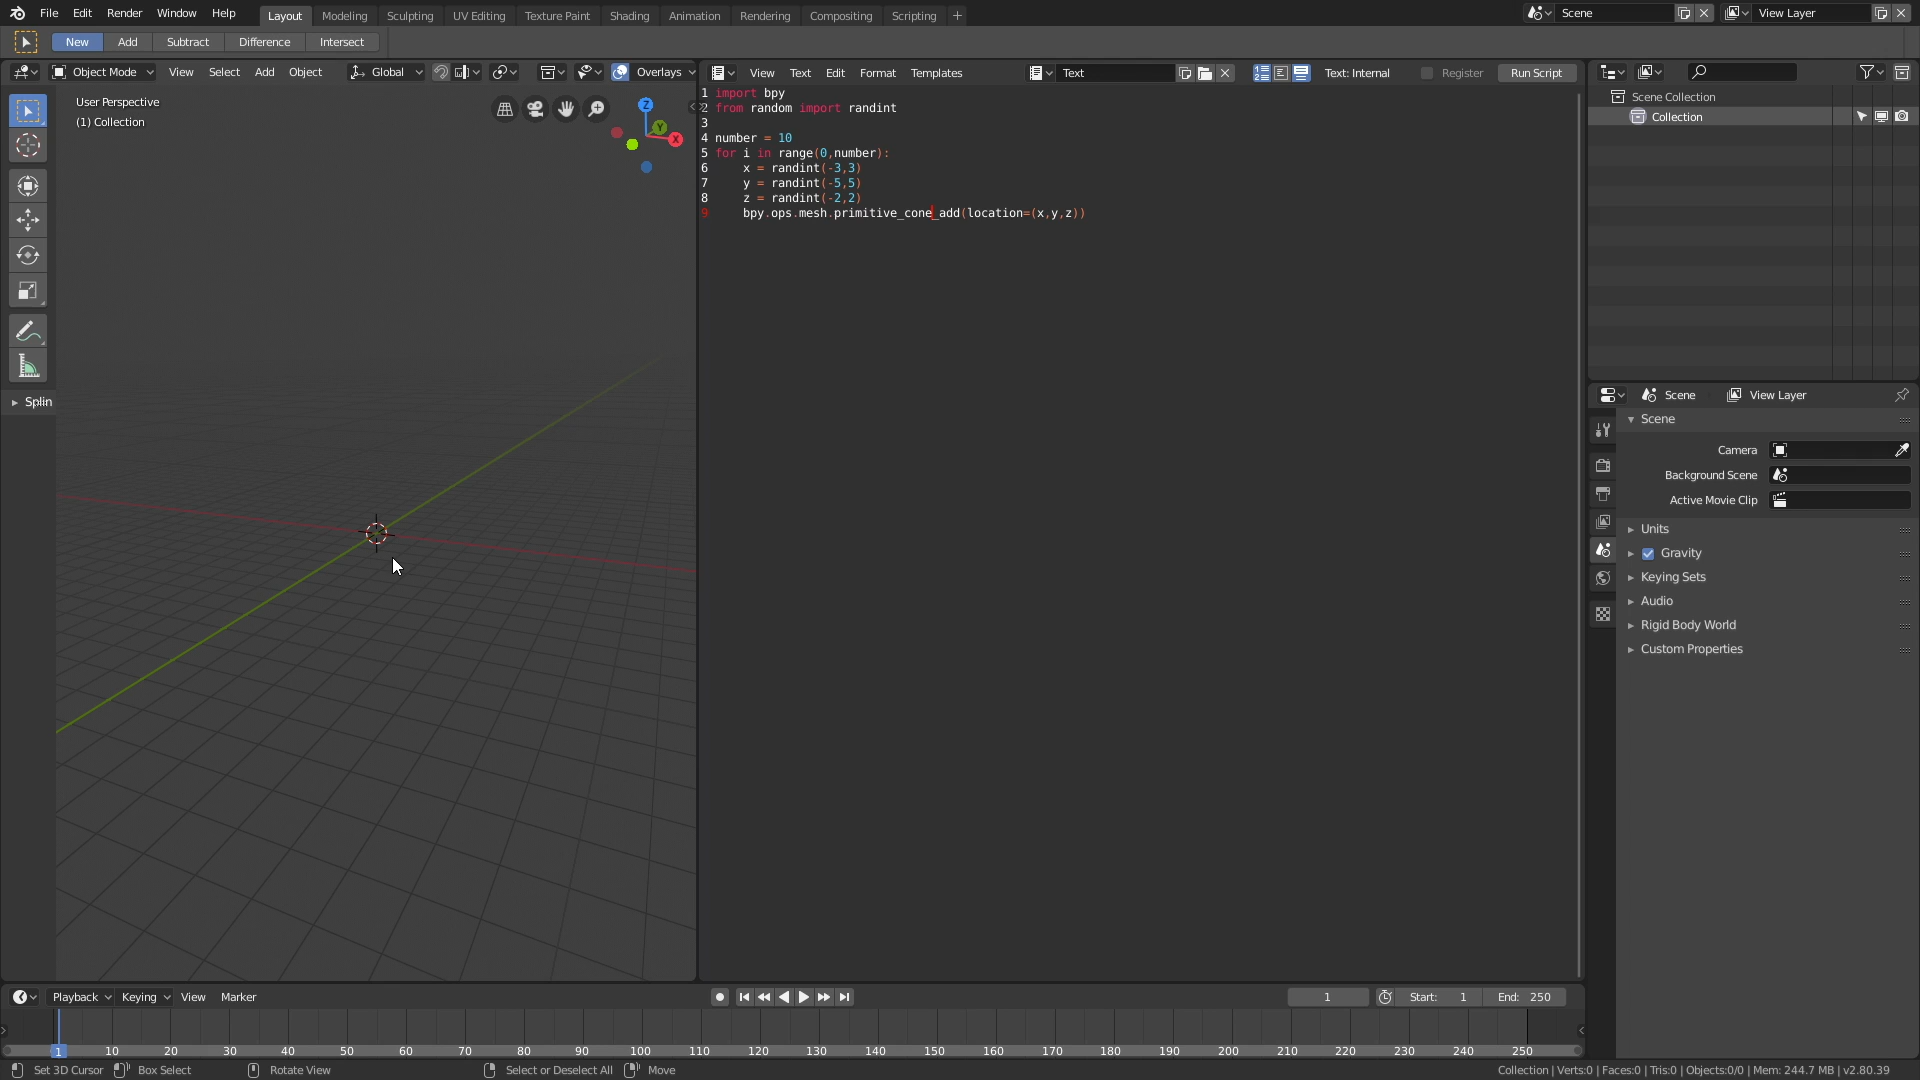 File Edit Render Window Help Layout Modeling Sculpting UV Editing Texture Paint Shading Animation Rendering Compositing Scripting + Scene View Layer
New Add Subtract Difference Intersect
Object Mode View Select Add Object Global Overlays
User Perspective
(1) Collection
Z
Y
X
Splin
View Text Edit Format Templates Text Text: Internal Register Run Script
1 import bpy
2 from random import randint
3
4 number = 10
5 for i in range(0,number):
6 x = randint(-3,3)
7 y = randint(-5,5)
8 z = randint(-2,2)
9 bpy.ops.mesh.primitive_cone_add(location=(x,y,z))
Scene Collection
Collection
Scene View Layer
Scene
Camera
Background Scene
Active Movie Clip
Units
Gravity
Keying Sets
Audio
Rigid Body World
Custom Properties
Playback Keying View Marker 1 Start: 1 End: 250
1 10 20 30 40 50 60 70 80 90 100 110 120 130 140 150 160 170 180 190 200 210 220 230 240 250
Set 3D Cursor Box Select Rotate View Select or Deselect All Move Collection | Verts:0 | Faces:0 | Tris:0 | Objects:0/0 | Mem: 244.7 MB | v2.80.39